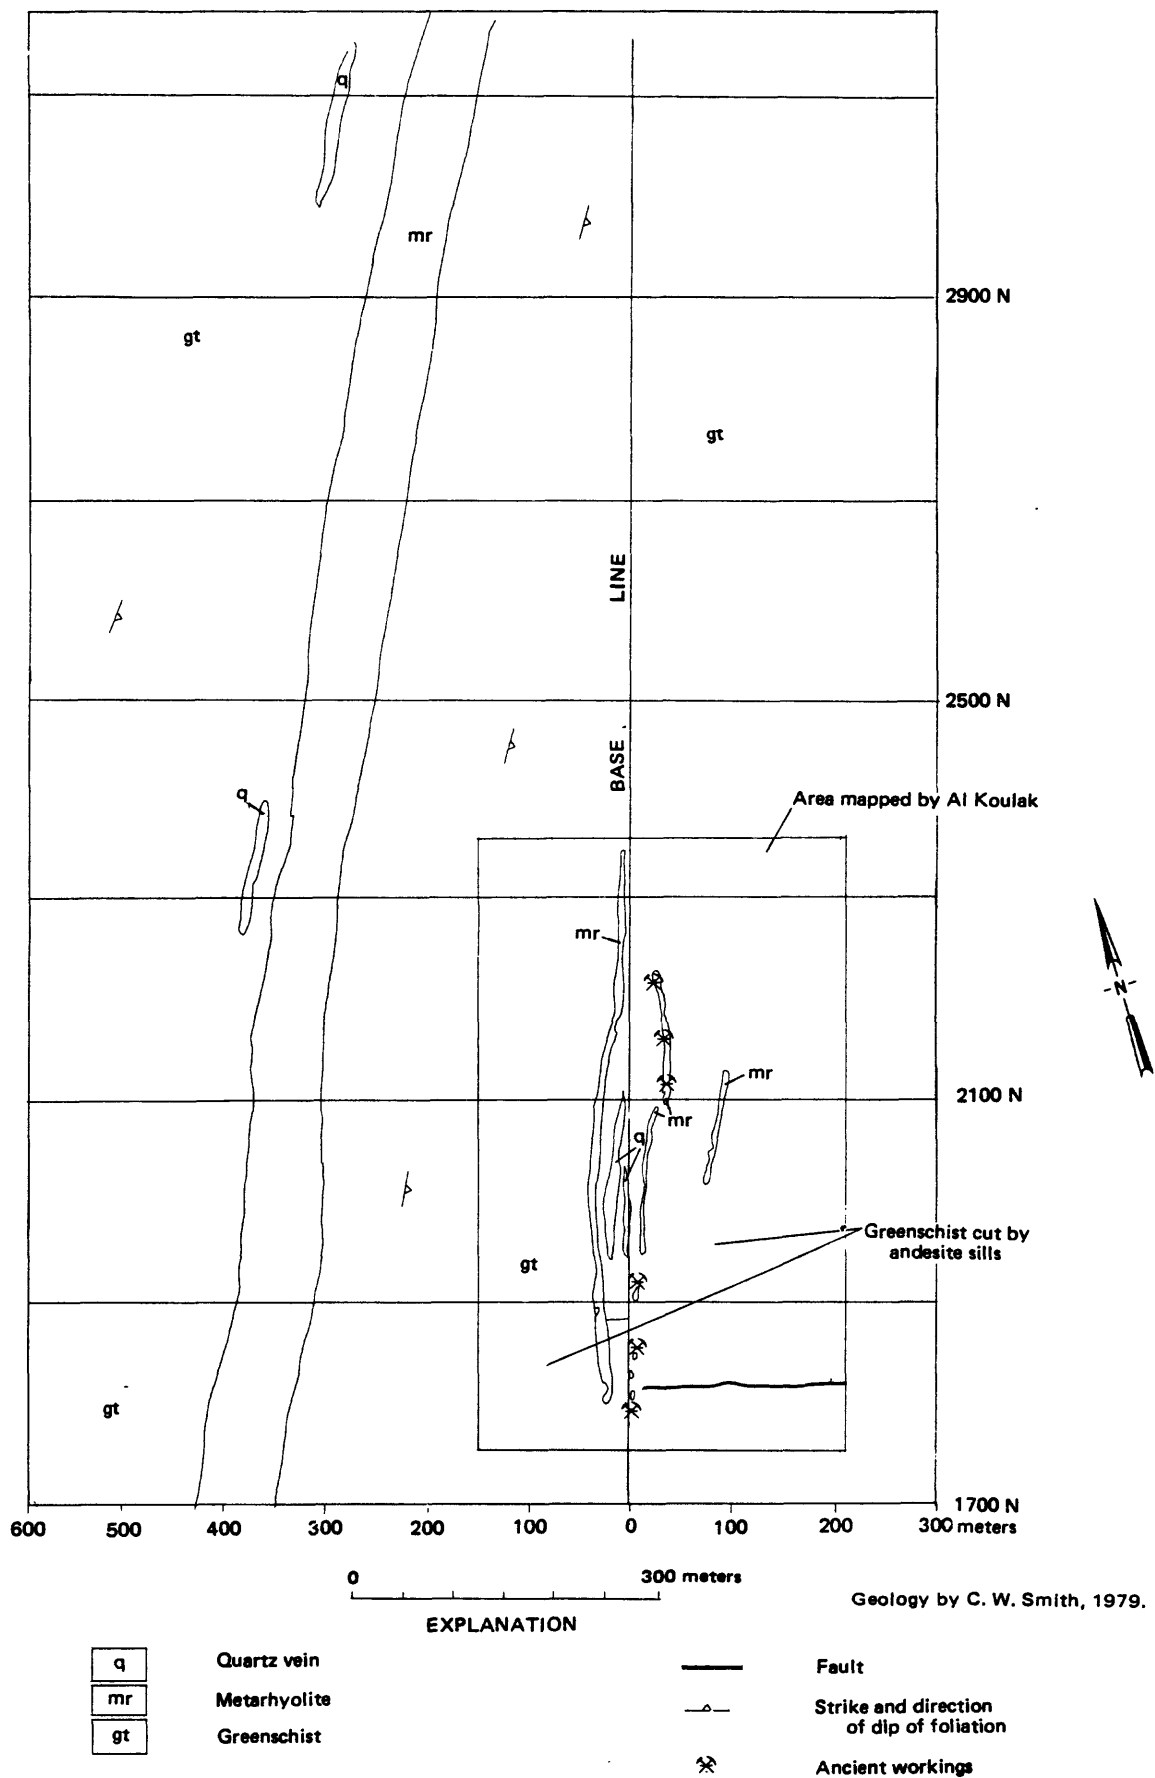 q
mr
2900 N
gt
gt
LINE
2500 N
BASE
q
Area mapped by Al Koulak
mr
-N-
mr
2100 N
mr
q
Greenschist cut by
andesite sills
gt
gt
1700 N
600 500 400 300 200 100 0 100 200 300 meters
0 300 meters
Geology by C. W. Smith, 1979.
EXPLANATION
q Quartz vein
mr Metarhyolite
gt Greenschist
Fault
Strike and direction
of dip of foliation
Ancient workings